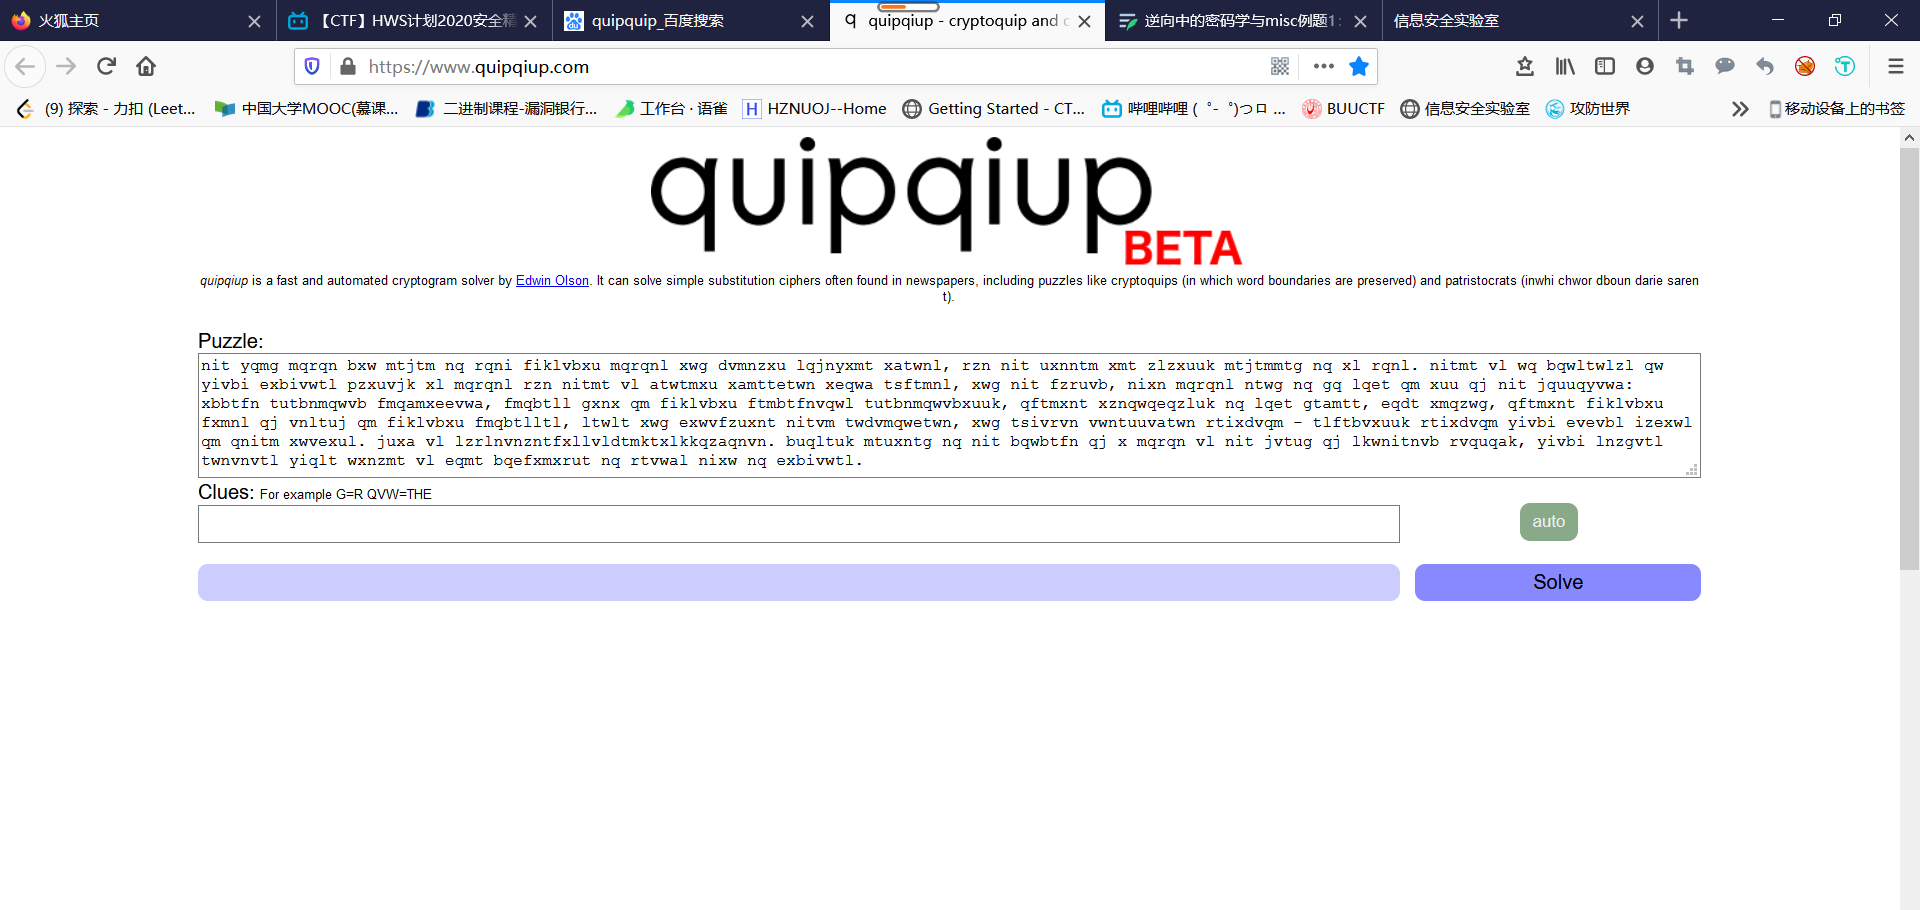 火狐主页
【CTF】HWS计划2020安全精
quipquip_百度搜索
quipqiup - cryptoquip and c
逆向中的密码学与misc例题1
信息安全实验室
https://www.quipqiup.com
(9) 探索 - 力扣 (Leet...
中国大学MOOC(慕课...
二进制课程-漏洞银行...
工作台 · 语雀
HZNUOJ--Home
Getting Started - CT...
哔哩哔哩 ( ゜- ゜)つロ ...
BUUCTF
信息安全实验室
攻防世界
移动设备上的书签
quipqiup
BETA
quipqiup is a fast and automated cryptogram solver by Edwin Olson. It can solve simple substitution ciphers often found in newspapers, including puzzles like cryptoquips (in which word boundaries are preserved) and patristocrats (inwhi chwor dboun darie saren
t).
Puzzle:
nit yqmg mqrqn bxw mtjtm nq rqni fiklvbxu mqrqnl xwg dvmnzxu lqjnyxmt xatwnl, rzn nit uxnntm xmt zlzxuuk mtjtmmtg nq xl rqnl. nitmt vl wq bqwltwlzl qw
yivbi exbivwtl pzxuvjk xl mqrqnl rzn nitmt vl atwtmxu xamttetwn xeqwa tsftmnl, xwg nit fzruvb, nixn mqrqnl ntwg nq gq lqet qm xuu qj nit jquuqyvwa:
xbbtfn tutbnmqwvb fmqamxeevwa, fmqbtll gxnx qm fiklvbxu ftmbtfnvqwl tutbnmqwvbxuuk, qftmxnt xznqwqeqzluk nq lqet gtamtt, eqdt xmqzwg, qftmxnt fiklvbxu
fxmnl qj vnltuj qm fiklvbxu fmqbtlltl, ltwlt xwg exwvfzuxnt nitvm twdvmqwetwn, xwg tsivrvn vwntuuvatwn rtixdvqm - tlftbvxuuk rtixdvqm yivbi evevbl izexwl
qm qnitm xwvexul. juxa vl lzrlnvnzntfxllvldtmktxlkkqzaqnvn. buqltuk mtuxntg nq nit bqwbtfn qj x mqrqn vl nit jvtug qj lkwnitnvb rvquqak, yivbi lnzgvtl
twnvnvtl yiqlt wxnzmt vl eqmt bqefxmxrut nq rtvwal nixw nq exbivwtl.
Clues: For example G=R QVW=THE
auto
Solve